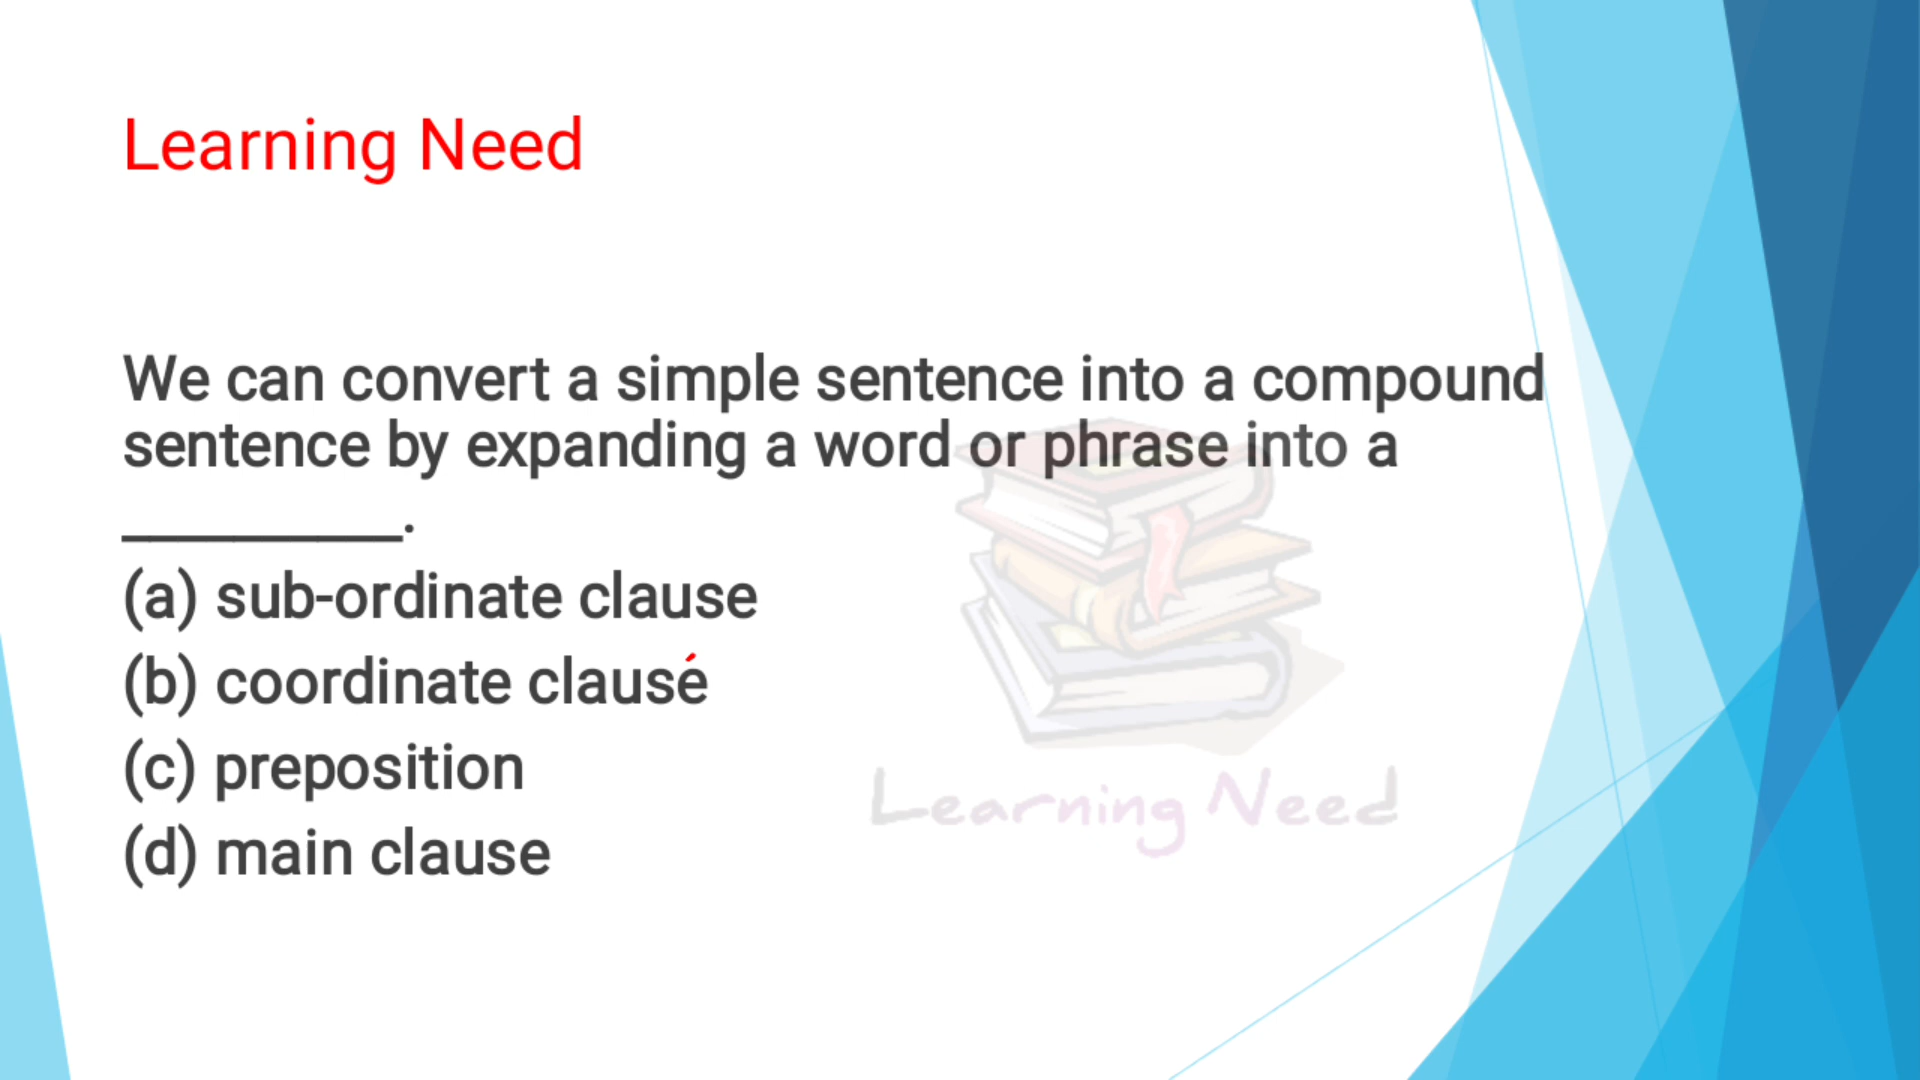 Learning Need
We can convert a simple sentence into a compound
sentence by expanding a word or phrase into a
__________.
(a) sub-ordinate clause
(b) coordinate clause
(c) preposition
(d) main clause
Learning Need